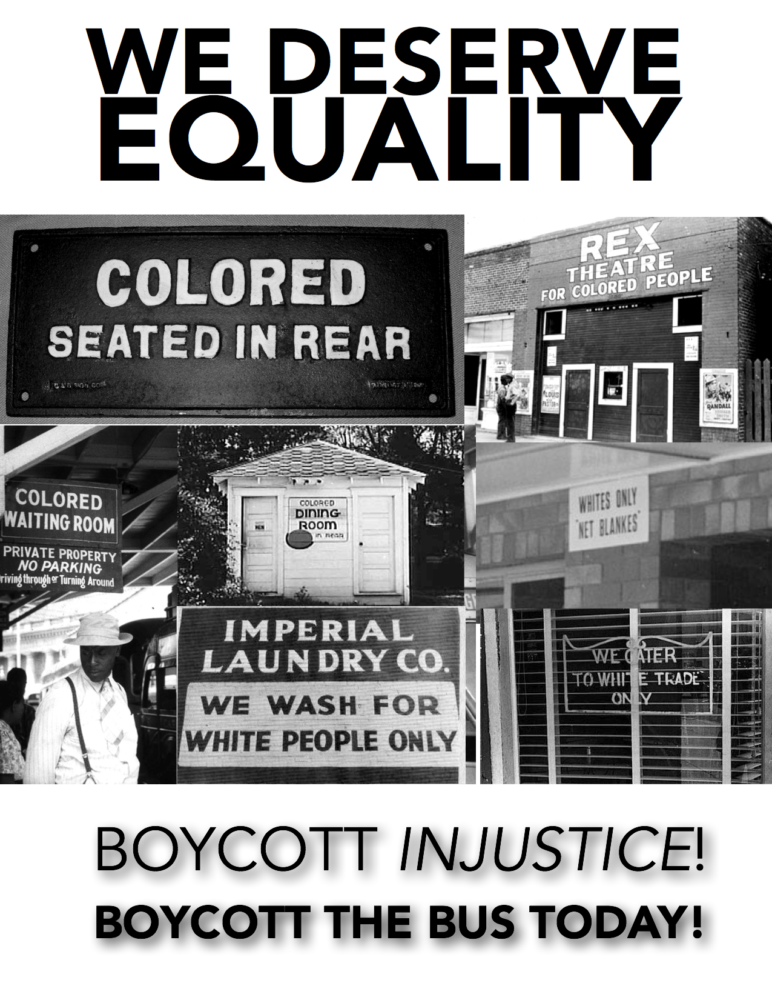 WE DESERVE
EQUALITY
COLORED
SEATED IN REAR
REX
THEATRE
FOR COLORED PEOPLE
LOUIS
RANDALL
COLORED
WAITING ROOM
PRIVATE PROPERTY
NO PARKING
riving through or Turning Around
COLORED
DINING
ROOM
in rear
WHITES ONLY
"NET BLANKES"
IMPERIAL
LAUNDRY CO.
WE WASH FOR
WHITE PEOPLE ONLY
WE CATER
TO WHITE TRADE
ONLY
BOYCOTT INJUSTICE!
BOYCOTT THE BUS TODAY!